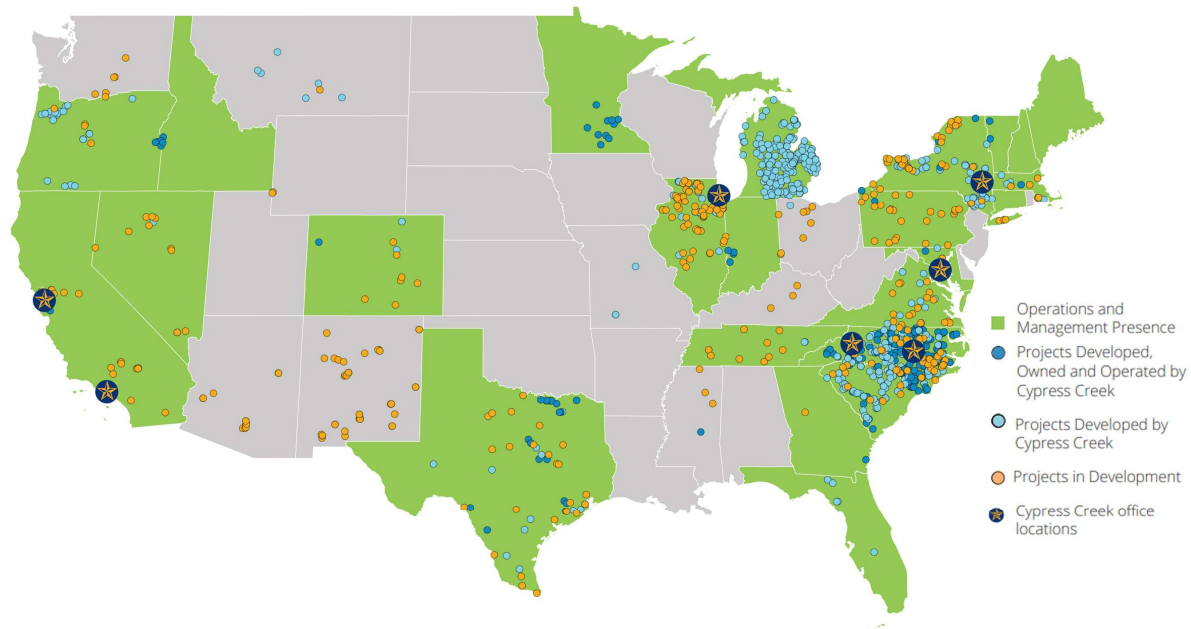 Operations and
Management Presence
Projects Developed,
Owned and Operated by
Cypress Creek
Projects Developed by
Cypress Creek
Projects in Development
Cypress Creek office
locations